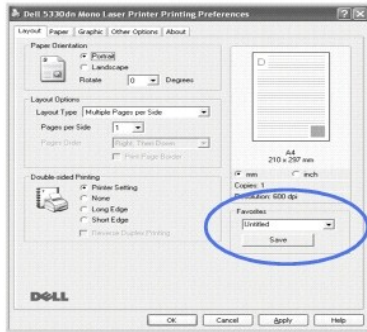 Dell 5330dn Mono Laser Printer Printing Preferences
Layout Paper Graphic Other Options About
Paper Orientation
Portrait
Landscape
Rotate 0 Degrees
Layout Options
Layout Type Multiple Pages per Side
Pages per Side 1
Pages Order Right, Then Down
Print Page Border
Double-sided Printing
Printer Setting
None
Long Edge
Short Edge
Reverse Duplex Printing
A4
210 x 297 mm
mm inch
Copies: 1
Resolution: 600 dpi
Favorites
Untitled
Save
DELL
OK Cancel Apply Help